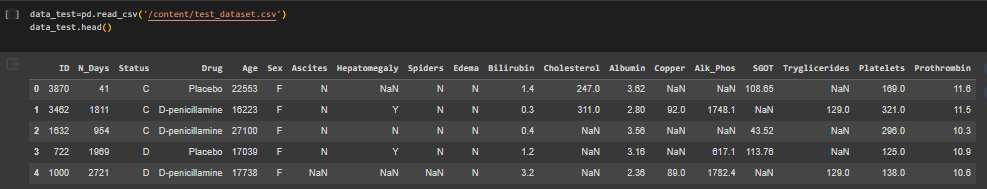 [ ] data_test=pd.read_csv('/content/test_dataset.csv')
data_test.head()
ID N_Days Status Drug Age Sex Ascites Hepatomegaly Spiders Edema Bilirubin Cholesterol Albumin Copper Alk_Phos SGOT Tryglicerides Platelets Prothrombin
0 3870 41 C Placebo 22553 F N NaN N N 1.4 247.0 3.62 NaN NaN 108.65 NaN 169.0 11.6
1 3462 1811 C D-penicillamine 16223 F N Y N N 0.3 311.0 2.80 92.0 1748.1 NaN 129.0 321.0 11.5
2 1632 954 C D-penicillamine 27100 F N N N N 0.4 NaN 3.56 NaN NaN 43.52 NaN 296.0 10.3
3 722 1969 D Placebo 17039 F N Y N N 1.2 NaN 3.16 NaN 617.1 113.76 NaN 125.0 10.9
4 1000 2721 D D-penicillamine 17738 F NaN NaN NaN N 3.2 NaN 2.36 89.0 1782.4 NaN 129.0 138.0 10.6